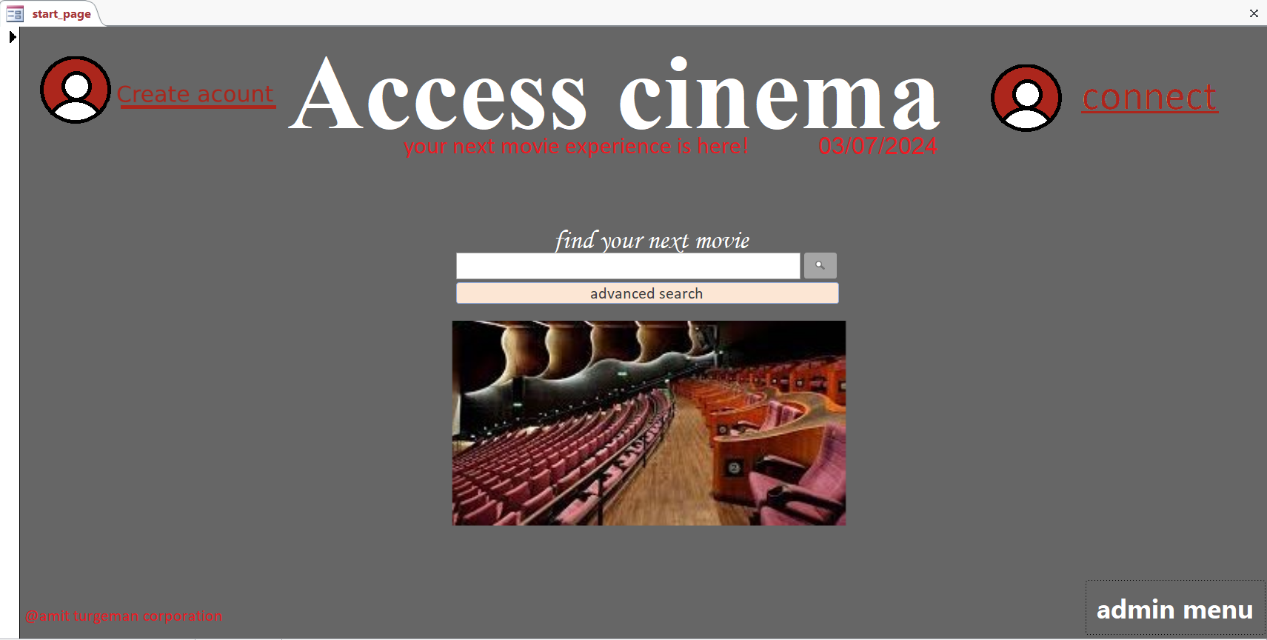 start_page
Create acount
Access cinema
connect
your next movie experience is here! 03/07/2024
find your next movie
advanced search
2
@amit turgeman corporation
admin menu